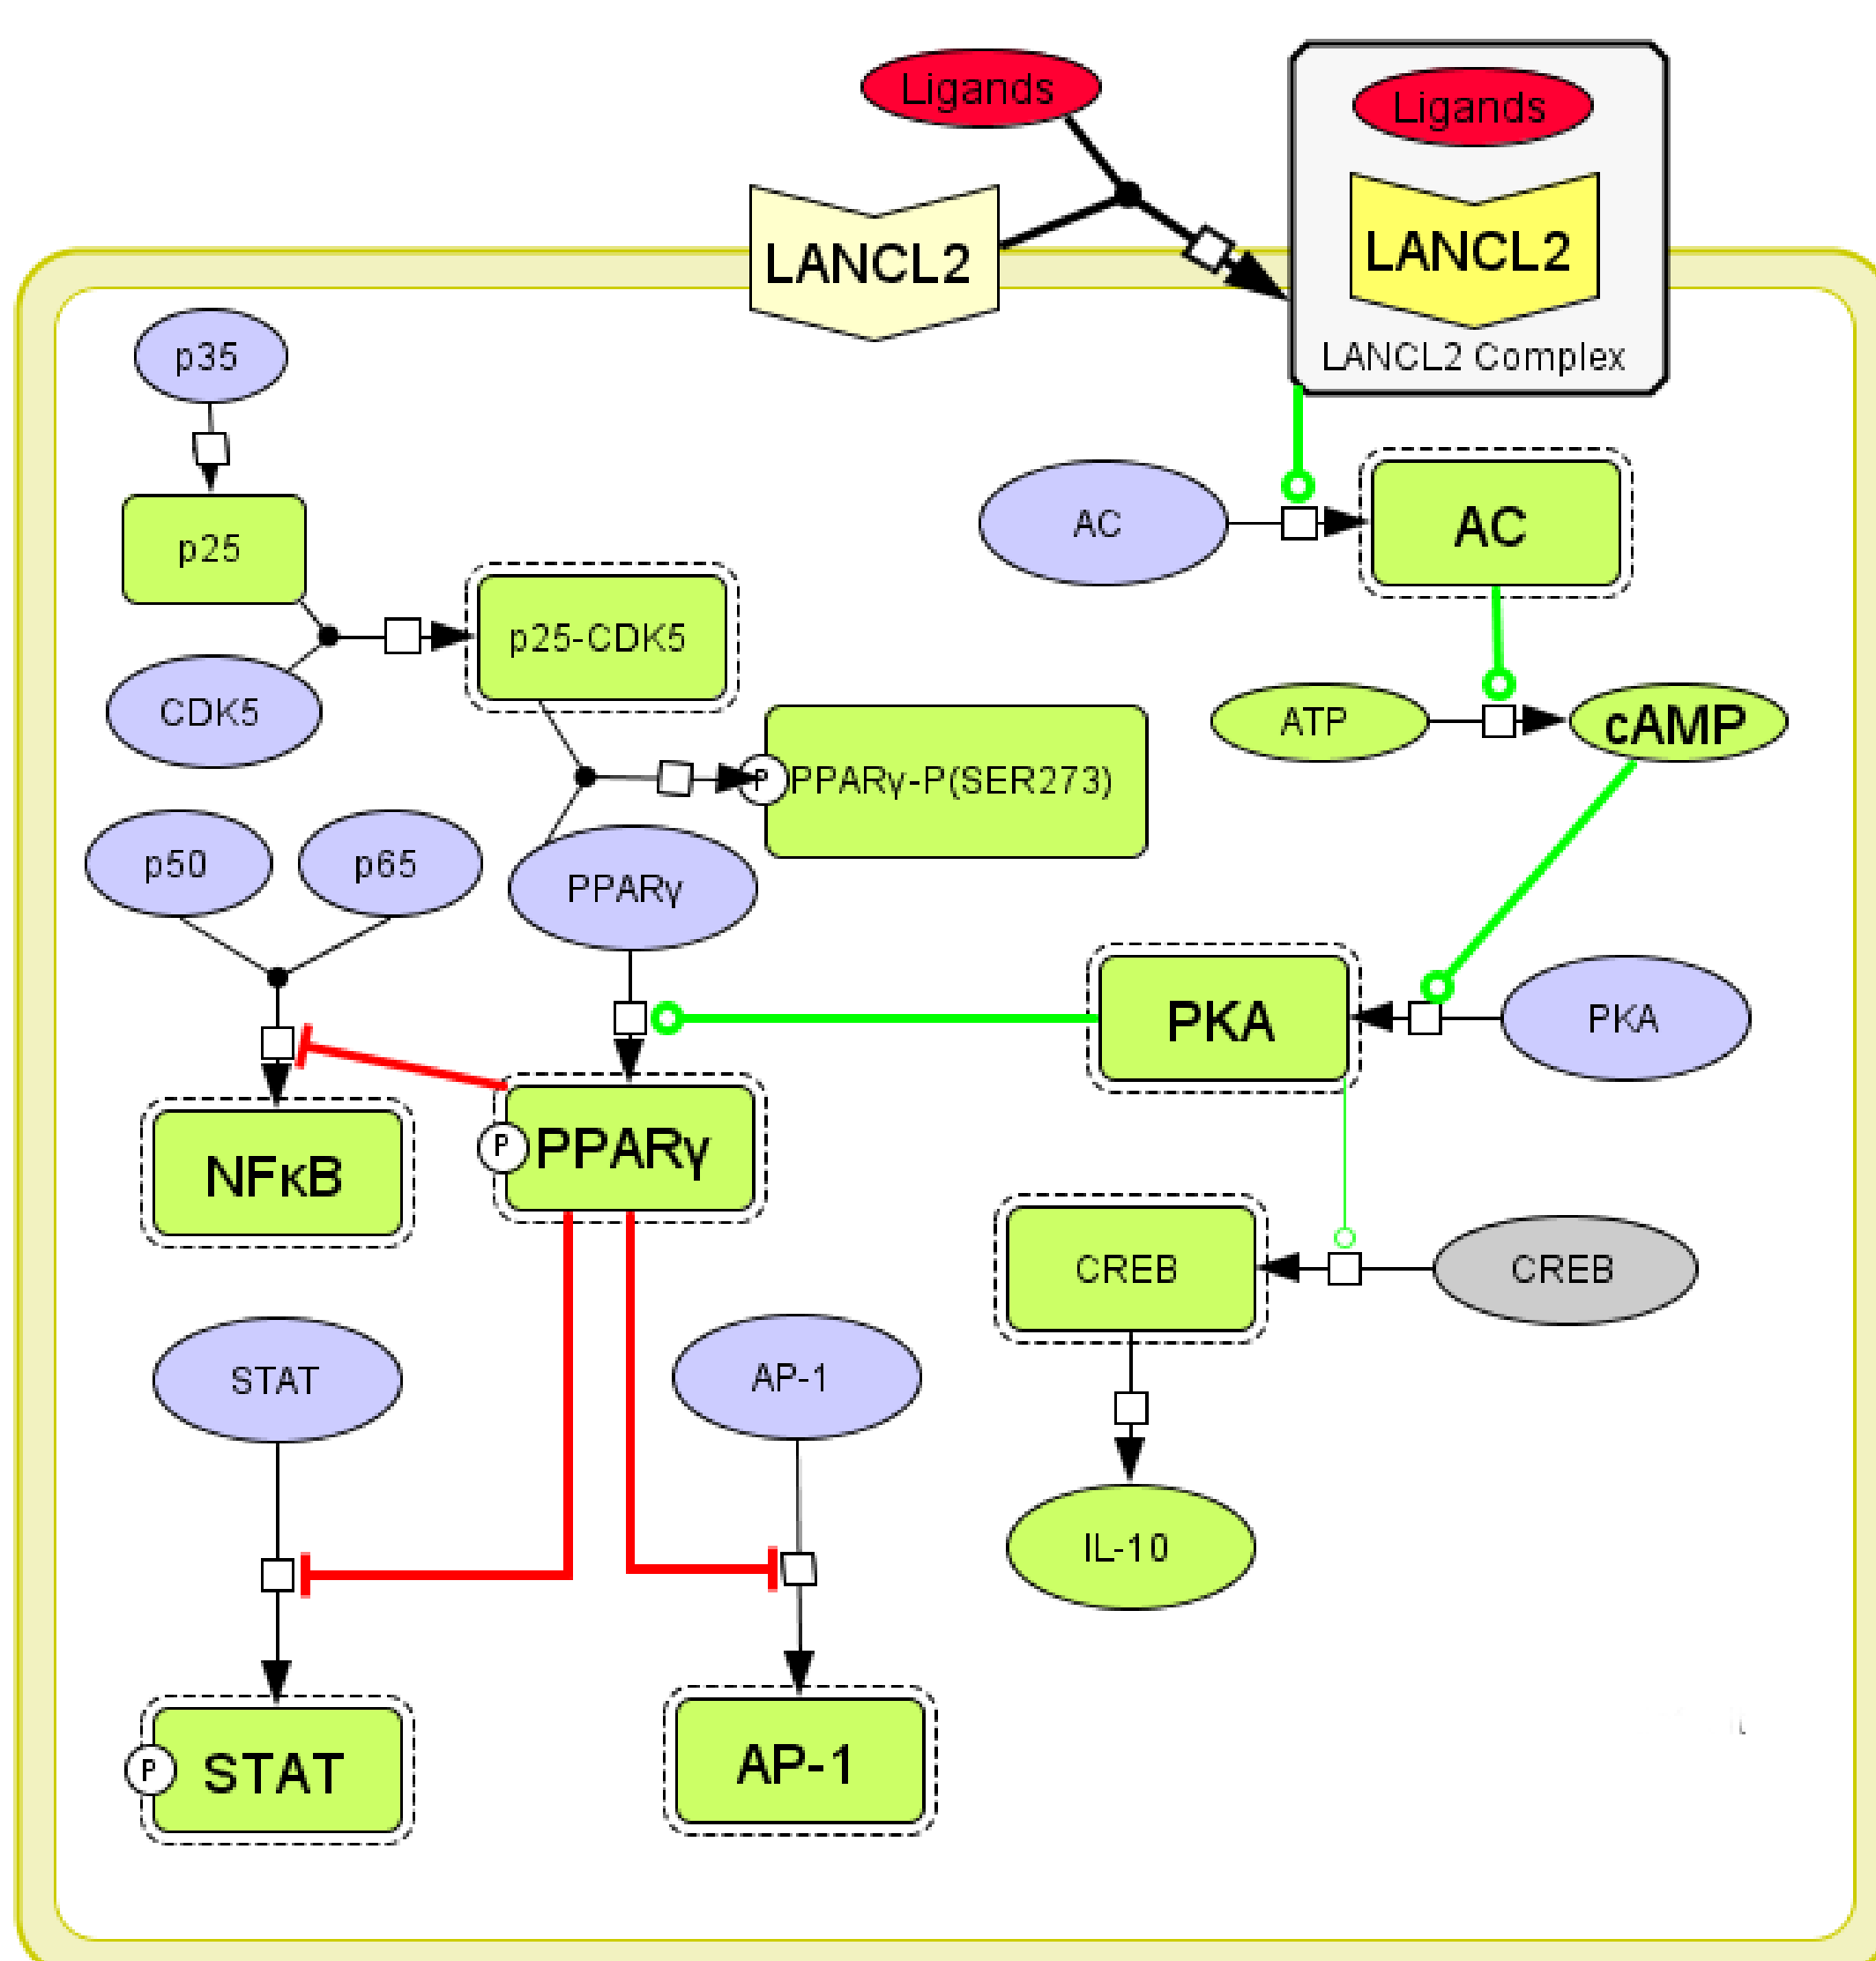 Ligands
Ligands
LANCL2
LANCL2
LANCL2 Complex
p35
AC
AC
p25
p25-CDK5
CDK5
ATP
cAMP
P
PPARγ-P(SER273)
p50
p65
PPARγ
PKA
PKA
NFκB
P
PPARγ
CREB
CREB
STAT
AP-1
IL-10
P
STAT
AP-1